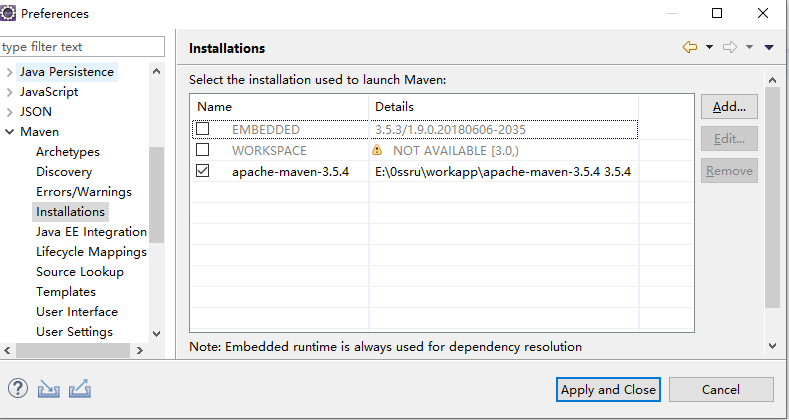 Preferences
type filter text
Java Persistence
JavaScript
JSON
Maven
Archetypes
Discovery
Errors/Warnings
Installations
Java EE Integration
Lifecycle Mappings
Source Lookup
Templates
User Interface
User Settings
Installations
Select the installation used to launch Maven:
Name Details
EMBEDDED 3.5.3/1.9.0.20180606-2035
WORKSPACE NOT AVAILABLE [3.0,)
apache-maven-3.5.4 E:\0ssru\workapp\apache-maven-3.5.4 3.5.4
Add...
Edit...
Remove
Note: Embedded runtime is always used for dependency resolution
Apply and Close
Cancel